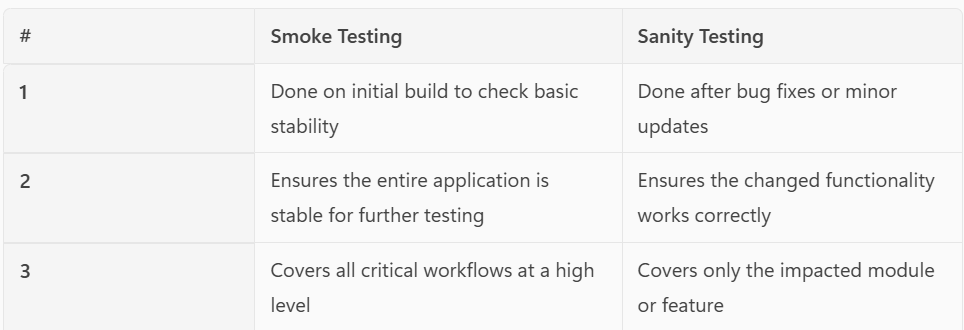 # Smoke Testing Sanity Testing
1 Done on initial build to check basic Done after bug fixes or minor
stability updates
2 Ensures the entire application is Ensures the changed functionality
stable for further testing works correctly
3 Covers all critical workflows at a high Covers only the impacted module
level or feature